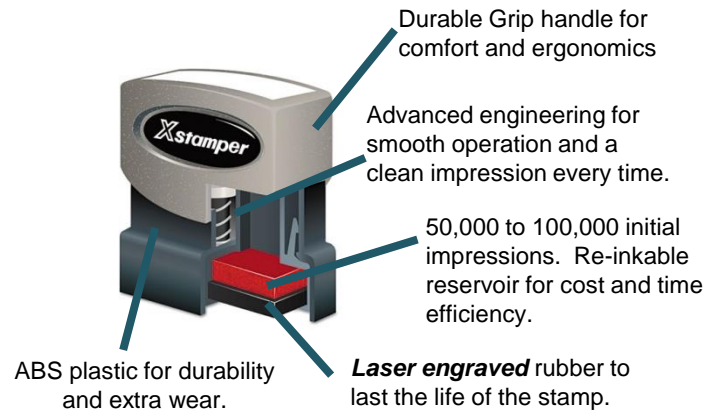 Durable Grip handle for
comfort and ergonomics
Xstamper
Advanced engineering for
smooth operation and a
clean impression every time.
50,000 to 100,000 initial
impressions.  Re-inkable
reservoir for cost and time
efficiency.
ABS plastic for durability
and extra wear.
Laser engraved rubber to
last the life of the stamp.